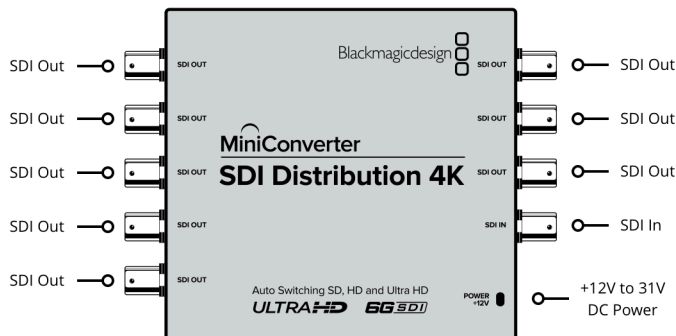 SDI Out
SDI OUT
Blackmagicdesign
SDI OUT
SDI Out
SDI Out
SDI OUT
SDI OUT
SDI Out
MiniConverter
SDI Out
SDI OUT
SDI Distribution 4K
SDI OUT
SDI Out
SDI Out
SDI OUT
SDI IN
SDI In
SDI Out
SDI OUT
Auto Switching SD, HD and Ultra HD
ULTRA HD 6G SDI
POWER
+12V
+12V to 31V
DC Power